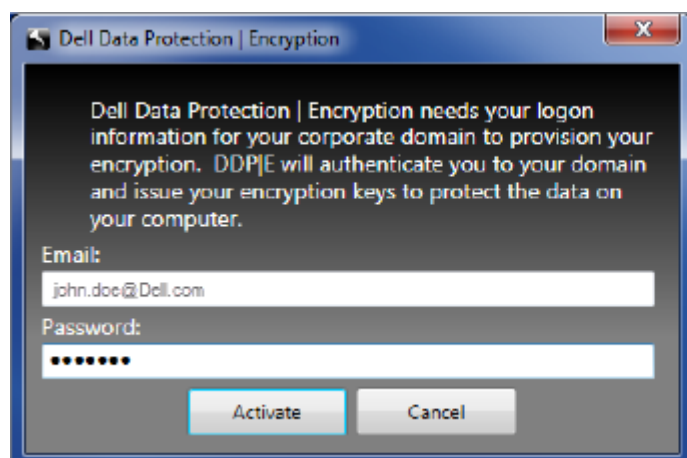 Dell Data Protection | Encryption
Dell Data Protection | Encryption needs your logon
information for your corporate domain to provision your
encryption. DDP|E will authenticate you to your domain
and issue your encryption keys to protect the data on
your computer.
Email:
john.doe@Dell.com
Password:
•••••••
Activate
Cancel